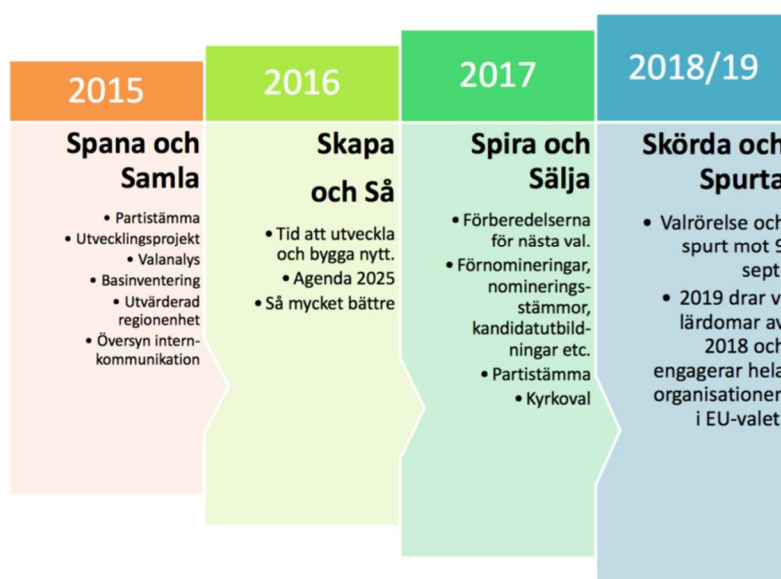 2015
Spana och
Samla
• Partistämma
• Utvecklingsprojekt
• Valanalys
• Basinventering
• Utvärderad
regionenhet
• Översyn intern-
kommunikation
2016
Skapa
och Så
• Tid att utveckla
och bygga nytt.
• Agenda 2025
• Så mycket bättre
2017
Spira och
Sälja
• Förberedelserna
för nästa val.
• Förnomineringar,
nominerings-
stämmor,
kandidatutbild-
ningar etc.
• Partistämma
• Kyrkoval
2018/19
Skörda och
Spurta
• Valrörelse och
spurt mot 9
sept
• 2019 drar v
lärdomar av
2018 och
engagerar hela
organisationen
i EU-valet